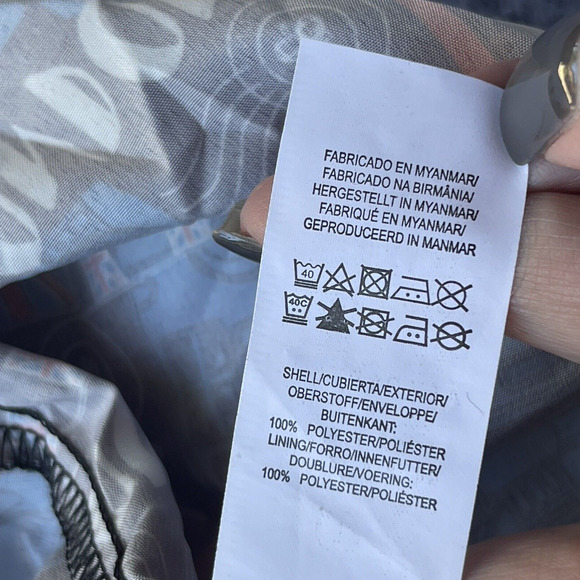 FABRICADO EN MYANMAR/
FABRICADO NA BIRMÂNIA/
HERGESTELLT IN MYANMAR/
FABRIQUÉ EN MYANMAR/
GEPRODUCEERD IN MANMAR
40
40C
SHELL/CUBIERTA/EXTERIOR/
OBERSTOFF/ENVELOPPE/
BUITENKANT:
100% POLYESTER/POLIÉSTER
LINING/FORRO/INNENFUTTER/
DOUBLURE/VOERING:
100% POLYESTER/POLIÉSTER